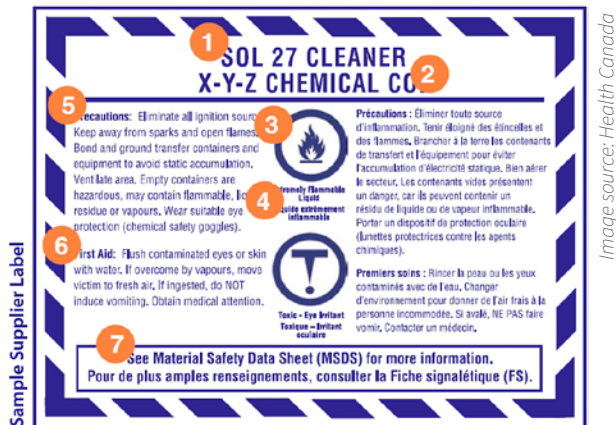 1
SOL 27 CLEANER
X-Y-Z CHEMICAL CO
2
5
Precautions: Eliminate all ignition sour
Keep away from sparks and open flames.
Bond and ground transfer containers and
equipment to avoid static accumulation.
Ventilate area. Empty containers are
hazardous, may contain flammable,
residue or vapours. Wear suitable eye
protection (chemical safety goggles).
6
First Aid: Flush contaminated eyes or skin
with water. If overcome by vapours, move
victim to fresh air. If ingested, do NOT
induce vomiting. Obtain medical attention.
3
4
Extremely Flammable
Liquid
Liquide extrêmement
inflammable
Toxic - Eye Irritant
Toxique - Irritant
oculaire
Précautions : Éliminer toute source
d'inflammation. Tenir éloigné des étincelles et
des flammes. Brancher à la terre les contenants
de transfert et l'équipement pour éviter
l'accumulation d'électricité statique. Bien aérer
le secteur. Les contenants vides présentent
un danger, car ils peuvent contenir un
résidu de liquide ou de vapeur inflammable.
Porter un dispositif de protection oculaire
(lunettes protectrices contre les agents
chimiques).
Premiers soins : Rincer la peau ou les yeux
contaminés avec de l'eau. Changer
d'environnement pour donner de l'air frais à la
personne incommodée. Si avalé, NE PAS faire
vomir. Contacter un médecin.
7
See Material Safety Data Sheet (MSDS) for more information.
Pour de plus amples renseignements, consulter la Fiche signalétique (FS).
Sample Supplier Label
Image source: Health Canada